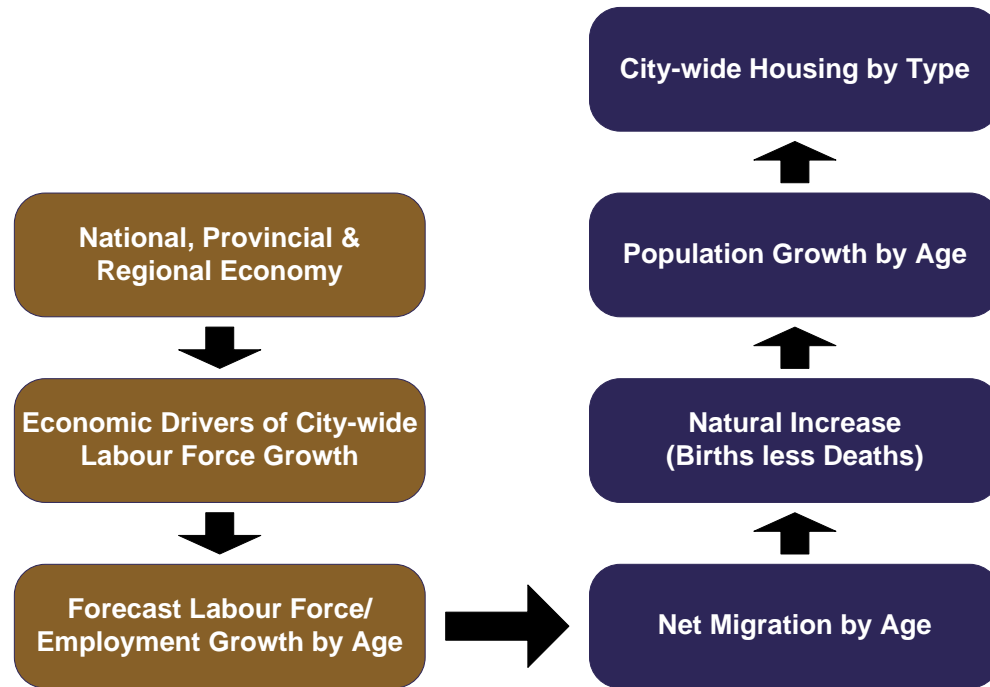 National, Provincial &
Regional Economy
Economic Drivers of City-wide
Labour Force Growth
Forecast Labour Force/
Employment Growth by Age
Net Migration by Age
Natural Increase
(Births less Deaths)
Population Growth by Age
City-wide Housing by Type